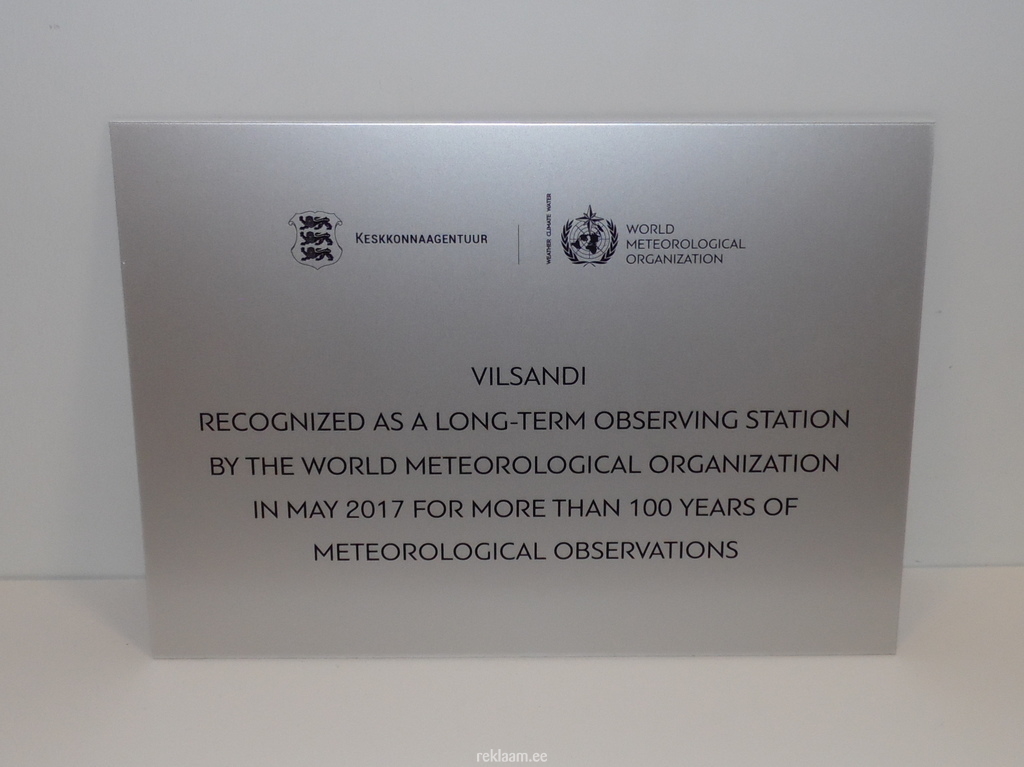 KESKKONNAAGENTUUR
WEATHER CLIMATE WATER
WORLD
METEOROLOGICAL
ORGANIZATION
VILSANDI
RECOGNIZED AS A LONG-TERM OBSERVING STATION
BY THE WORLD METEOROLOGICAL ORGANIZATION
IN MAY 2017 FOR MORE THAN 100 YEARS OF
METEOROLOGICAL OBSERVATIONS
reklaam.ee